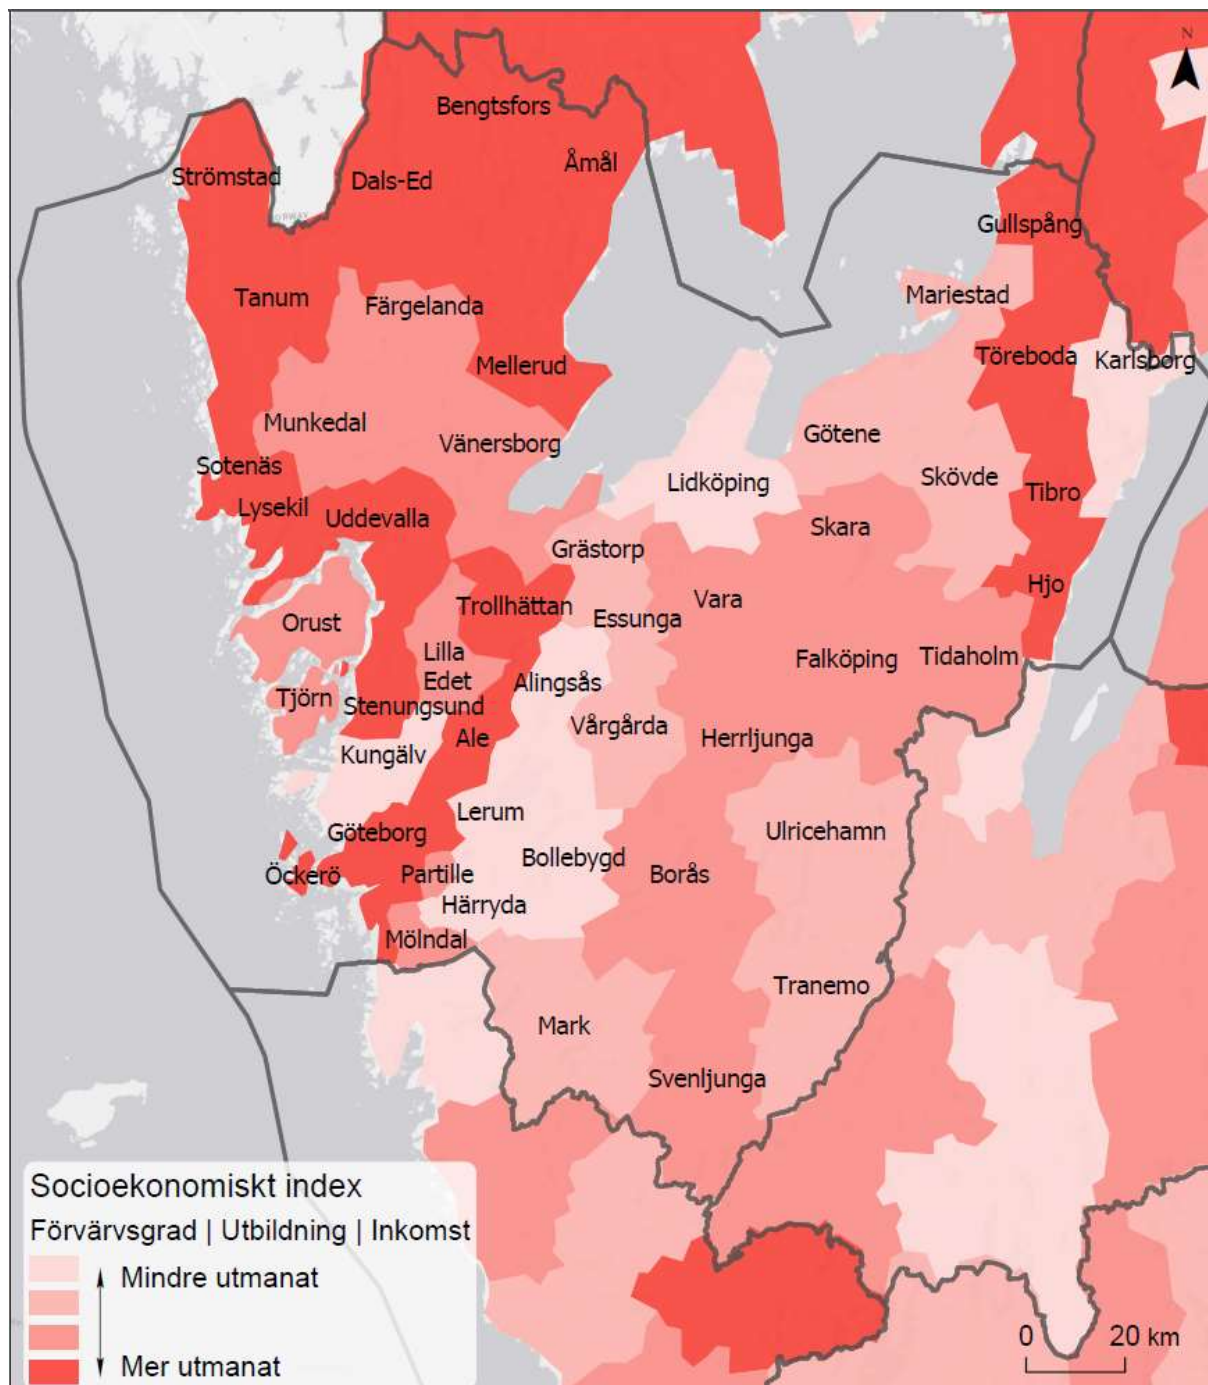 N
Bengtsfors
Åmål
Strömstad
Dals-Ed
NORWAY
Gullspång
Tanum
Färgelanda
Mariestad
Mellerud
Töreboda
Karlsborg
Munkedal
Vänersborg
Götene
Sotenäs
Lidköping
Skövde
Tibro
Lysekil
Uddevalla
Skara
Grästorp
Hjo
Trollhättan
Vara
Essunga
Orust
Lilla
Edet
Falköping
Tidaholm
Alingsås
Tjörn
Stenungsund
Vårgårda
Ale
Herrljunga
Kungälv
Lerum
Göteborg
Ulricehamn
Bollebygd
Öckerö
Partille
Borås
Härryda
Mölndal
Tranemo
Mark
Svenljunga
Socioekonomiskt index
Förvärvsgrad | Utbildning | Inkomst
Mindre utmanat
Mer utmanat
0 20 km